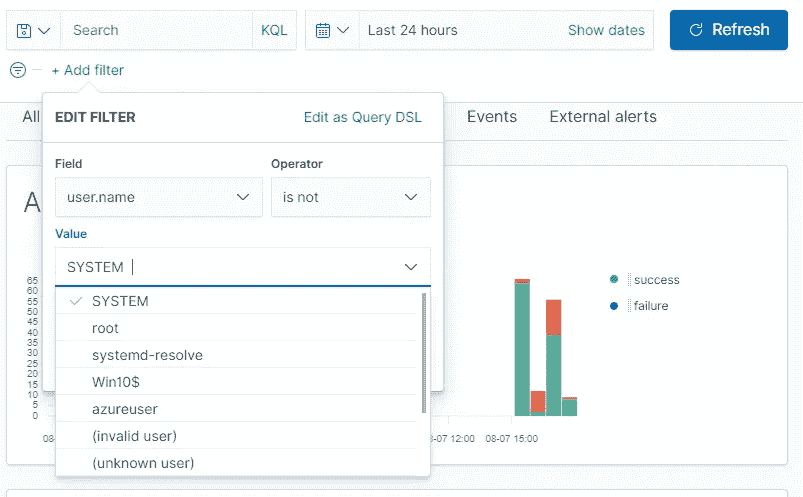 Search KQL Last 24 hours Show dates Refresh
+ Add filter
EDIT FILTER Edit as Query DSL
All Events External alerts
Field Operator
user.name is not
Value
A
SYSTEM
SYSTEM
root
systemd-resolve
Win10$
azureuser
(invalid user)
(unknown user)
65
60
55
50
45
40
35
30
25
20
15
10
5
0
success
failure
08-07 12:00 08-07 15:00